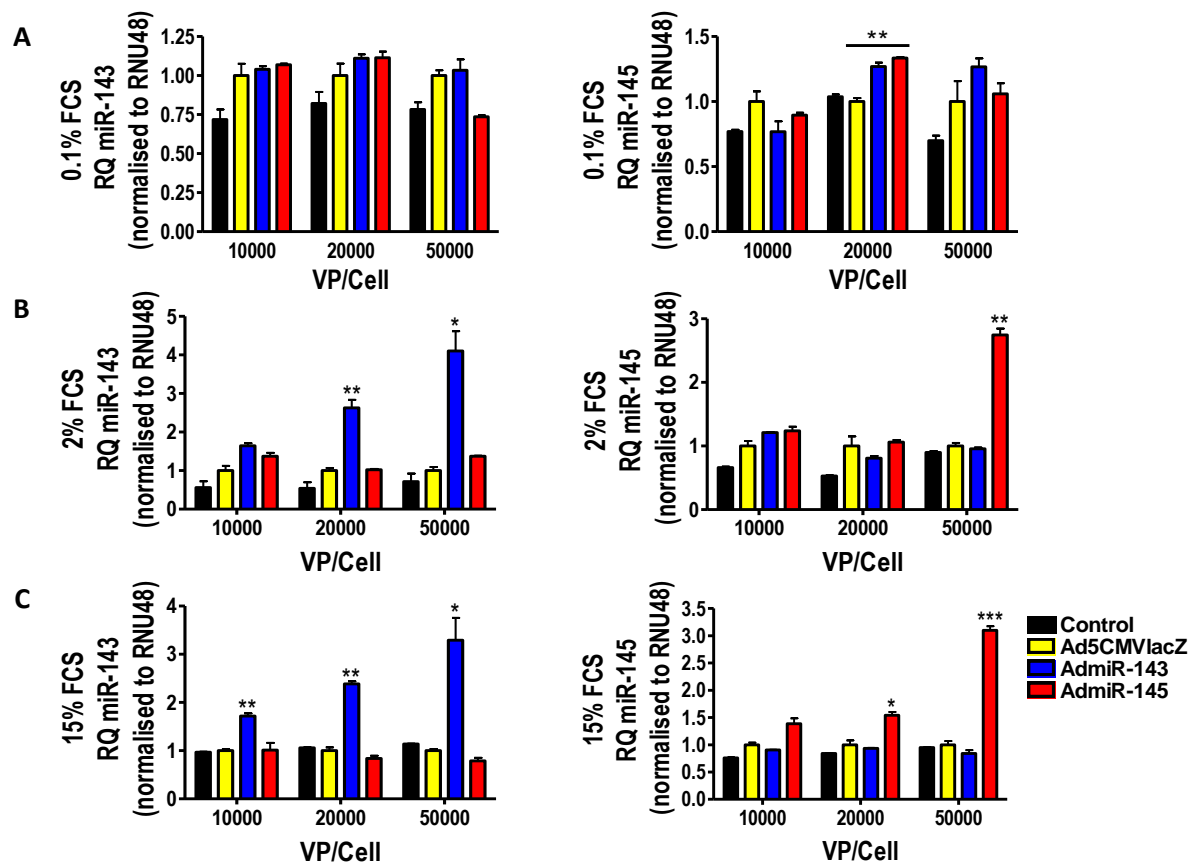 A
0.1% FCS
RQ miR-143
(normalised to RNU48)
1.25
1.00
0.75
0.50
0.25
0.00
10000 20000 50000
VP/Cell
0.1% FCS
RQ miR-145
(normalised to RNU48)
1.5
1.0
0.5
0.0
**
10000 20000 50000
VP/Cell
B
2% FCS
RQ miR-143
(normalised to RNU48)
5
4
3
2
1
0
**
*
10000 20000 50000
VP/Cell
2% FCS
RQ miR-145
(normalised to RNU48)
3
2
1
0
**
10000 20000 50000
VP/Cell
C
15% FCS
RQ miR-143
(normalised to RNU48)
4
3
2
1
0
**
**
*
10000 20000 50000
VP/Cell
15% FCS
RQ miR-145
(normalised to RNU48)
3.5
3.0
2.5
2.0
1.5
1.0
0.5
0.0
*
***
10000 20000 50000
VP/Cell
Control
Ad5CMVlacZ
AdmiR-143
AdmiR-145